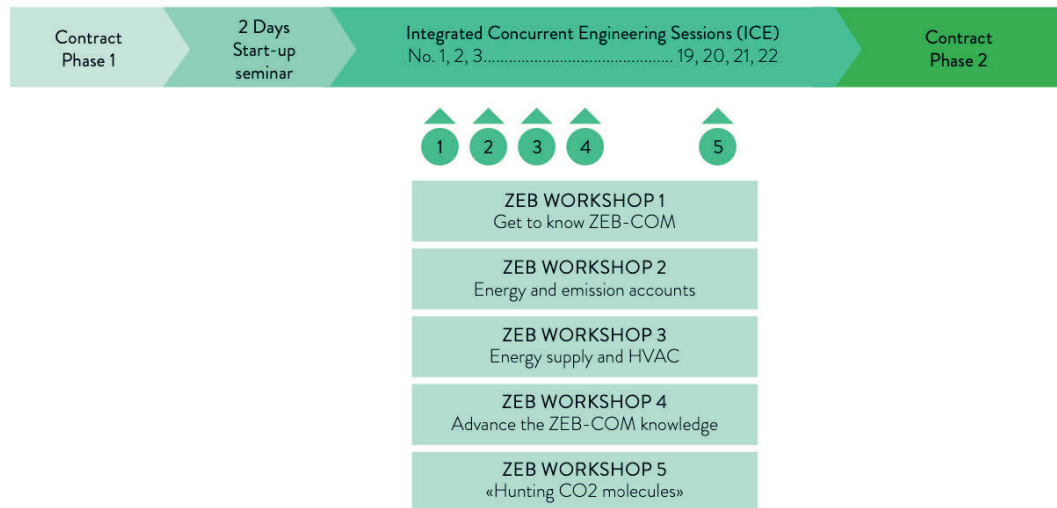 Contract
Phase 1
2 Days
Start-up
seminar
Integrated Concurrent Engineering Sessions (ICE)
No. 1, 2, 3............................................. 19, 20, 21, 22
Contract
Phase 2
1 2 3 4 5
ZEB WORKSHOP 1
Get to know ZEB-COM
ZEB WORKSHOP 2
Energy and emission accounts
ZEB WORKSHOP 3
Energy supply and HVAC
ZEB WORKSHOP 4
Advance the ZEB-COM knowledge
ZEB WORKSHOP 5
«Hunting CO2 molecules»